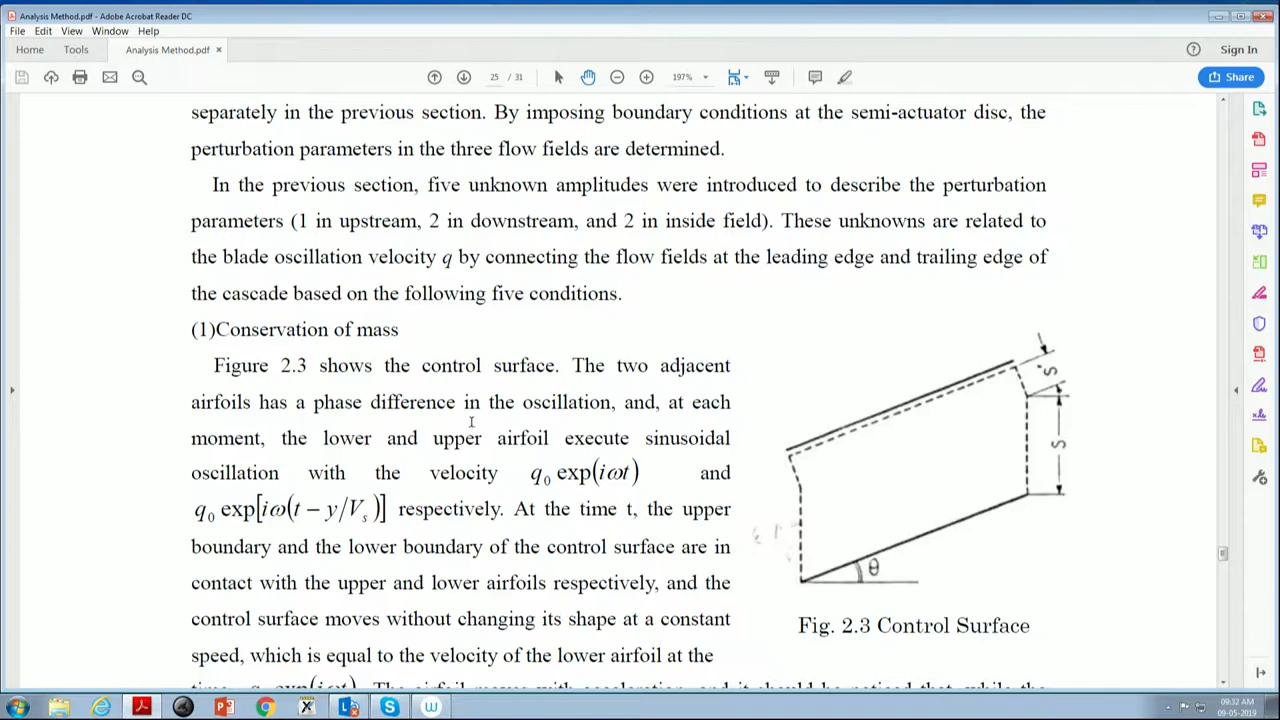 Analysis Method.pdf - Adobe Acrobat Reader DC
File Edit View Window Help
Home Tools Analysis Method.pdf × Sign In
25 / 31 197% Share
separately in the previous section. By imposing boundary conditions at the semi-actuator disc, the
perturbation parameters in the three flow fields are determined.
In the previous section, five unknown amplitudes were introduced to describe the perturbation
parameters (1 in upstream, 2 in downstream, and 2 in inside field). These unknowns are related to
the blade oscillation velocity q by connecting the flow fields at the leading edge and trailing edge of
the cascade based on the following five conditions.
(1)Conservation of mass
Figure 2.3 shows the control surface. The two adjacent
airfoils has a phase difference in the oscillation, and, at each
moment, the lower and upper airfoil execute sinusoidal
oscillation with the velocity q₀ exp(iωt) and
q₀ exp[iω(t − y/Vₛ)] respectively. At the time t, the upper
boundary and the lower boundary of the control surface are in
contact with the upper and lower airfoils respectively, and the
control surface moves without changing its shape at a constant
speed, which is equal to the velocity of the lower airfoil at the
S'
S
θ
Fig. 2.3 Control Surface
09:32 AM
09-05-2019